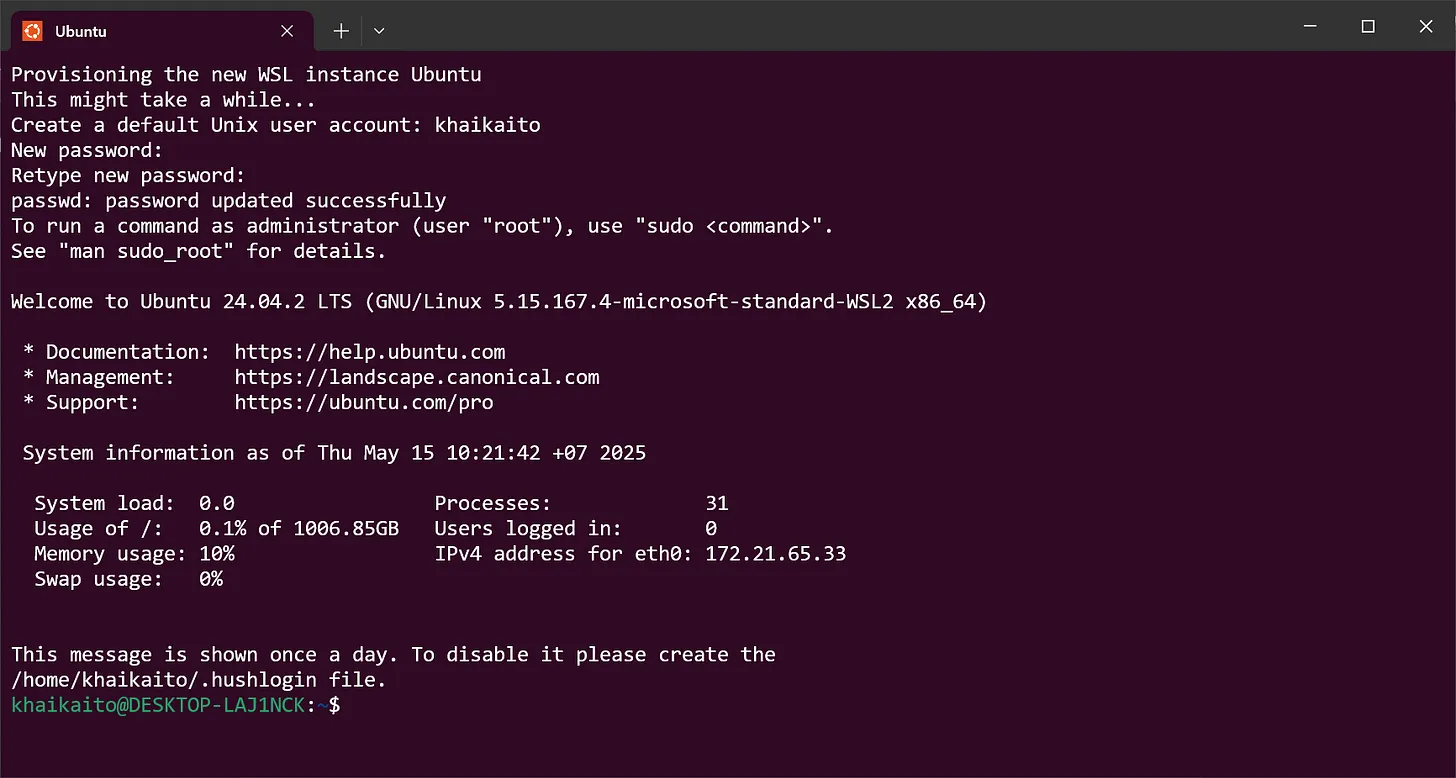 Ubuntu
Provisioning the new WSL instance Ubuntu
This might take a while...
Create a default Unix user account: khaikaito
New password:
Retype new password:
passwd: password updated successfully
To run a command as administrator (user "root"), use "sudo <command>".
See "man sudo_root" for details.
Welcome to Ubuntu 24.04.2 LTS (GNU/Linux 5.15.167.4-microsoft-standard-WSL2 x86_64)
* Documentation:  https://help.ubuntu.com
* Management:     https://landscape.canonical.com
* Support:        https://ubuntu.com/pro
System information as of Thu May 15 10:21:42 +07 2025
System load:  0.0                 Processes:             31
Usage of /:   0.1% of 1006.85GB   Users logged in:       0
Memory usage: 10%                 IPv4 address for eth0: 172.21.65.33
Swap usage:   0%
This message is shown once a day. To disable it please create the
/home/khaikaito/.hushlogin file.
khaikaito@DESKTOP-LAJ1NCK:~$